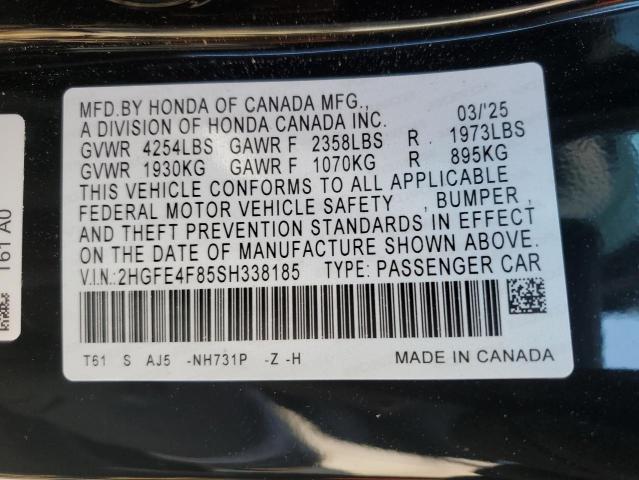 MFD.BY HONDA OF CANADA MFG., 03/'25
A DIVISION OF HONDA CANADA INC.
GVWR 4254LBS GAWR F 2358LBS R 1973LBS
GVWR 1930KG GAWR F 1070KG R 895KG
THIS VEHICLE CONFORMS TO ALL APPLICABLE
FEDERAL MOTOR VEHICLE SAFETY , BUMPER ,
AND THEFT PREVENTION STANDARDS IN EFFECT
ON THE DATE OF MANUFACTURE SHOWN ABOVE.
V.I.N.:2HGFE4F85SH338185 TYPE: PASSENGER CAR
T61 S AJ5 -NH731P -Z -H MADE IN CANADA
T61 A0